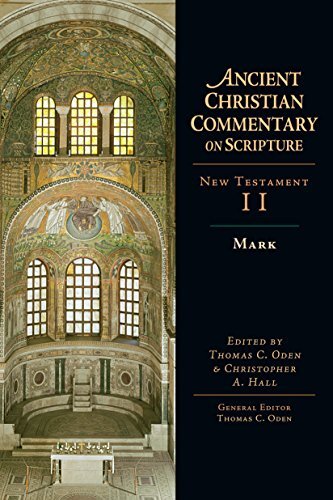 ANCIENT
CHRISTIAN
COMMENTARY
ON SCRIPTURE
NEW TESTAMENT
II
MARK
EDITED BY
THOMAS C. ODEN
& CHRISTOPHER
A. HALL
GENERAL EDITOR
THOMAS C. ODEN